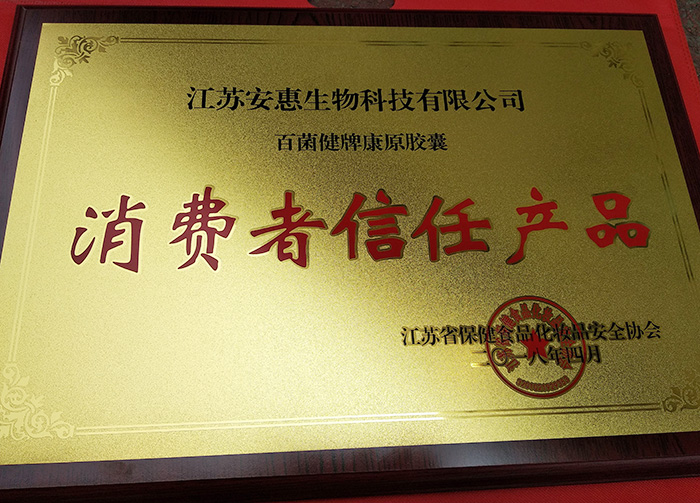 江苏安惠生物科技有限公司
百菌健牌康原胶囊
消费者信任产品
江苏省保健食品化妆品安全协会
二〇一八年四月